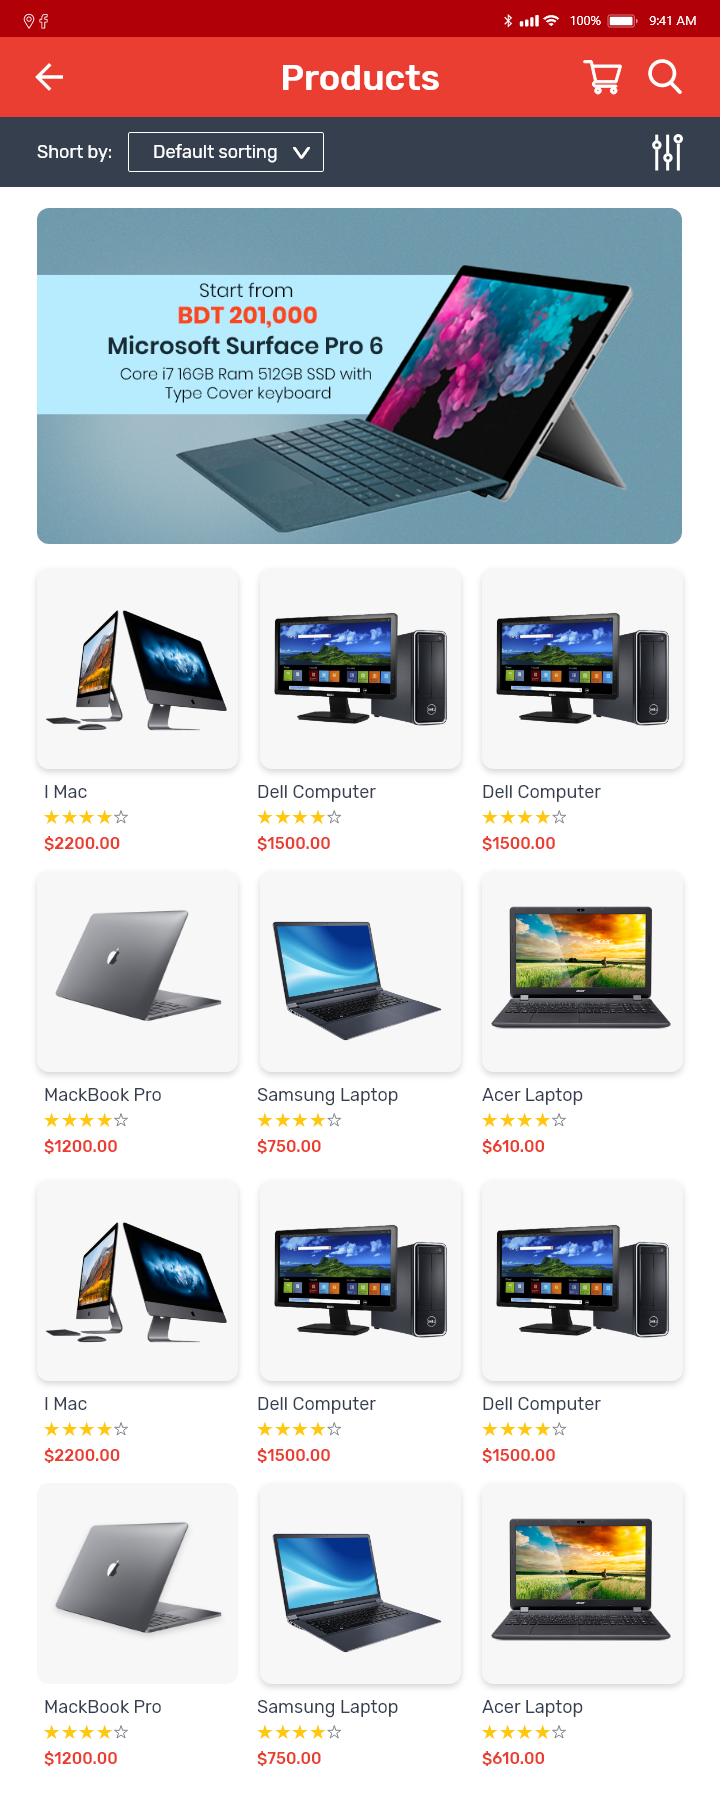 100% 9:41 AM
Products
Short by: Default sorting
Start from
BDT 201,000
Microsoft Surface Pro 6
Core i7 16GB Ram 512GB SSD with
Type Cover keyboard
I Mac Dell Computer Dell Computer
$2200.00 $1500.00 $1500.00
MackBook Pro Samsung Laptop Acer Laptop
$1200.00 $750.00 $610.00
I Mac Dell Computer Dell Computer
$2200.00 $1500.00 $1500.00
MackBook Pro Samsung Laptop Acer Laptop
$1200.00 $750.00 $610.00